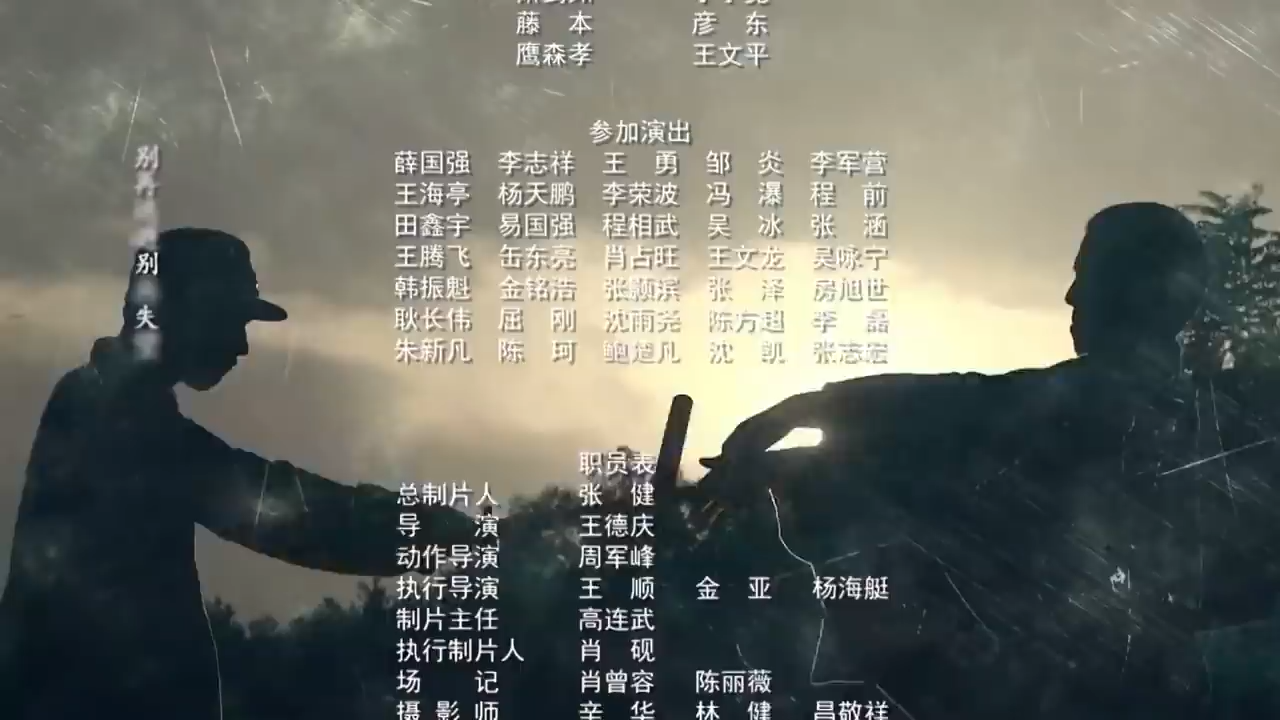 藤 本 彦 东
鹰森孝 王文平
参加演出
薛国强 李志祥 王 勇 邹 炎 李军营
王海亭 杨天鹏 李荣波 冯 瀑 程 前
田鑫宇 易国强 程相武 吴 冰 张 涵
王腾飞 缶东亮 肖占旺 王文龙 吴咏宁
韩振魁 金铭浩 张颢滨 张 泽 房旭世
耿长伟 屈 刚 沈雨尧 陈方超 李 磊
朱新凡 陈 珂 鲍楚凡 沈 凯 张志宏
别
别
失
职员表
总制片人 张 健
导 演 王德庆
动作导演 周军峰
执行导演 王 顺 金 亚 杨海艇
制片主任 高连武
执行制片人 肖 砚
场 记 肖曾容 陈丽薇
摄 影 师 辛 华 林 健 昌敬祥